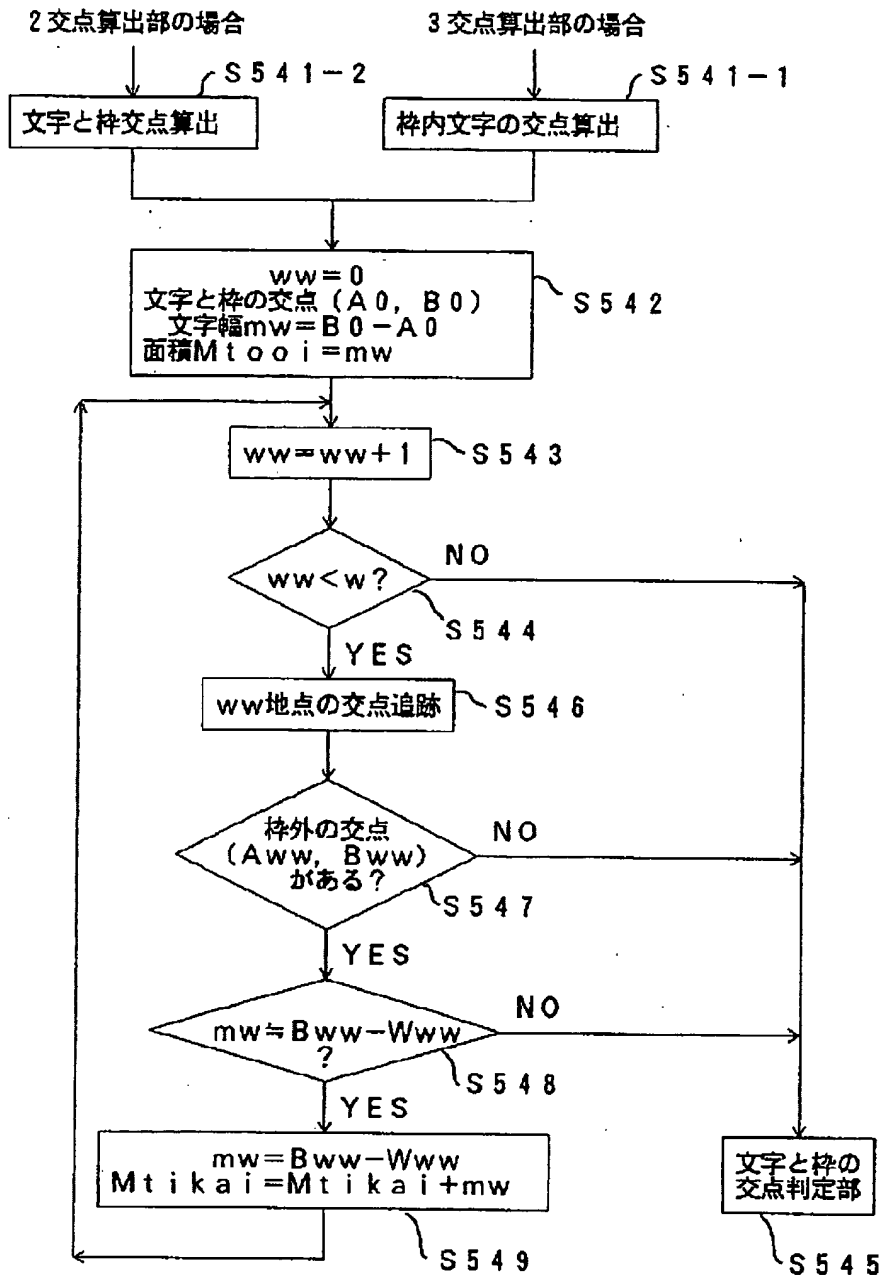 2交点算出部の場合
3交点算出部の場合
S541-2
S541-1
文字と枠交点算出
枠内文字の交点算出
ww=0
文字と枠の交点(A0,B0)
文字幅mw=B0-A0
面積Mtooi=mw
S542
ww=ww+1
S543
ww<w?
NO
S544
YES
ww地点の交点追跡
S546
枠外の交点
(Aww,Bww)
がある?
NO
S547
YES
mw≒Bww-Www
?
NO
S548
YES
mw=Bww-Www
Mtikai=Mtikai+mw
S549
文字と枠の
交点判定部
S545